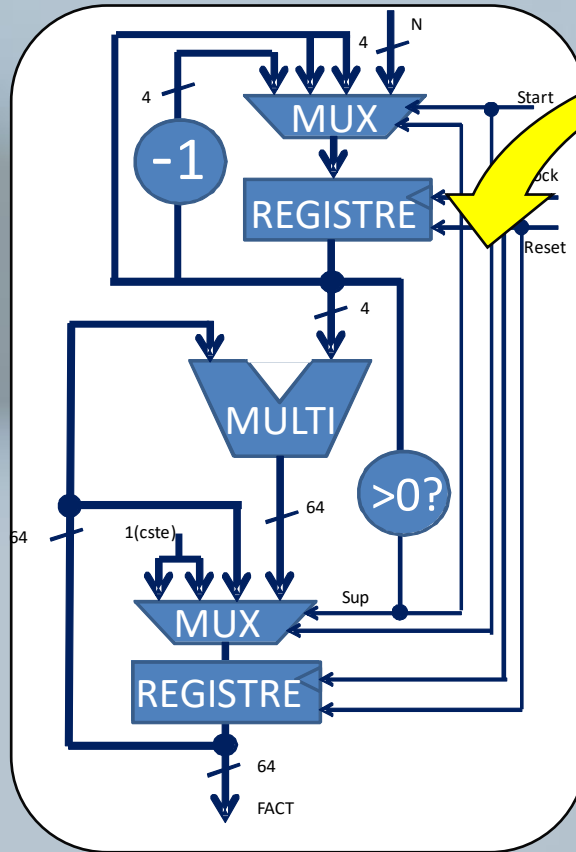 4
N
4
Start
MUX
-1
ock
REGISTRE
Reset
4
MULTI
>0?
64
64
1(cste)
Sup
MUX
REGISTRE
64
FACT